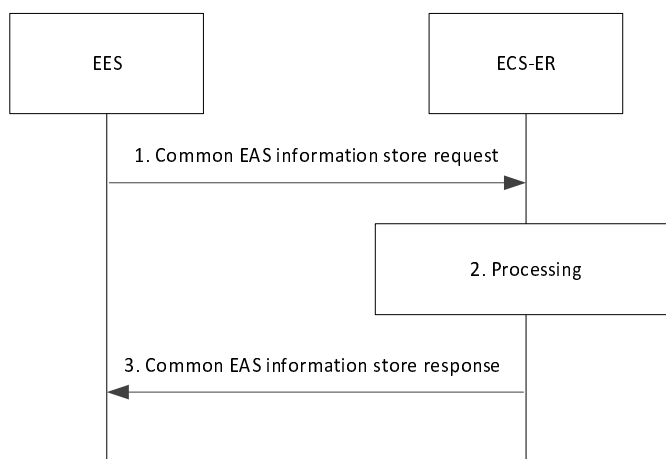 EES
ECS-ER
1. Common EAS information store request
2. Processing
3. Common EAS information store response